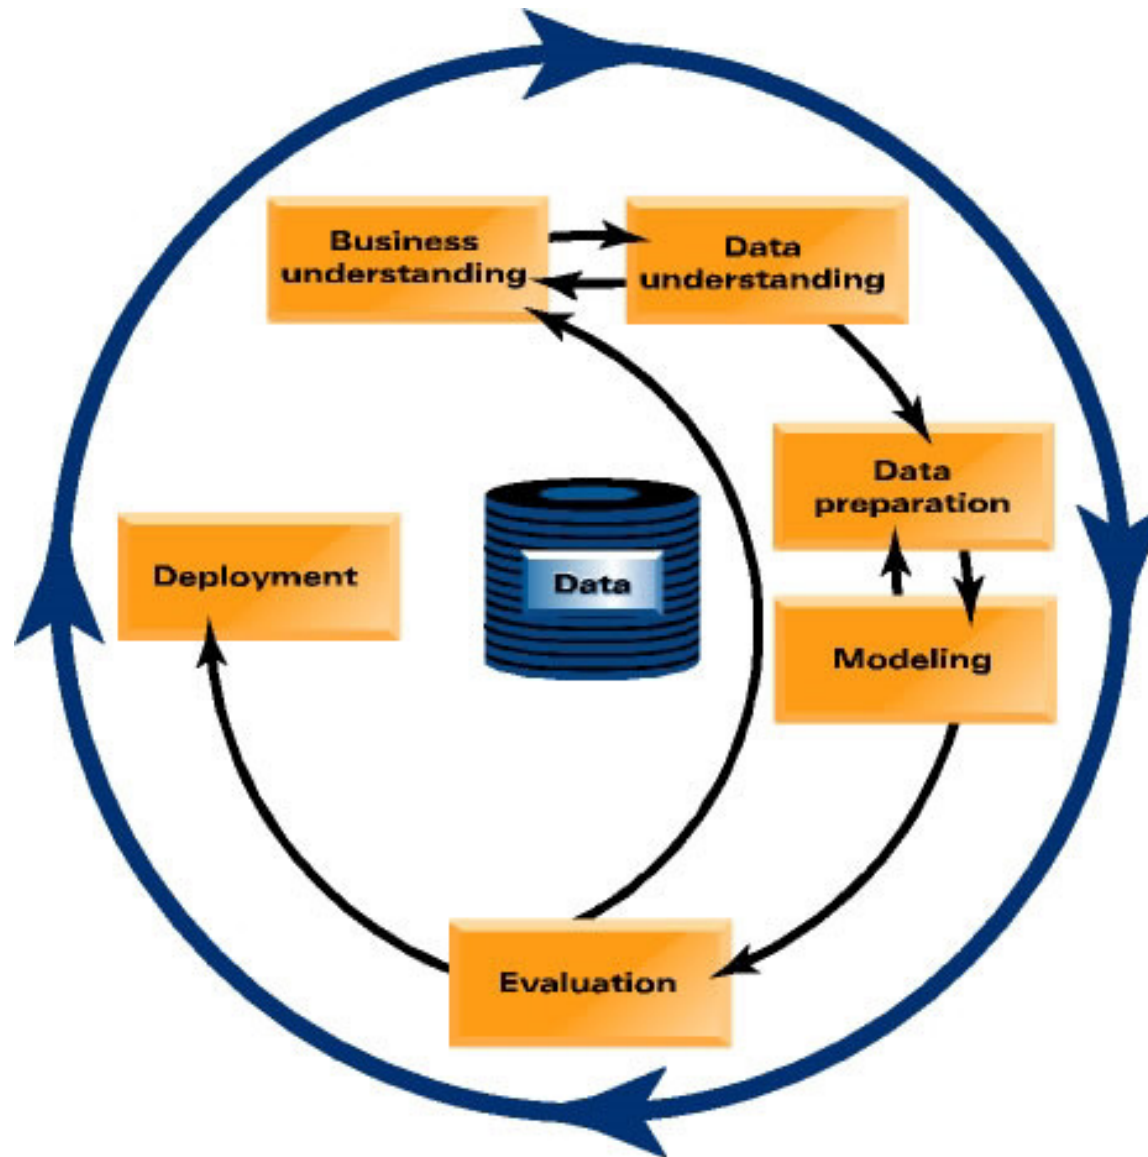 Business
understanding
Data
understanding
Data
preparation
Deployment
Data
Modeling
Evaluation